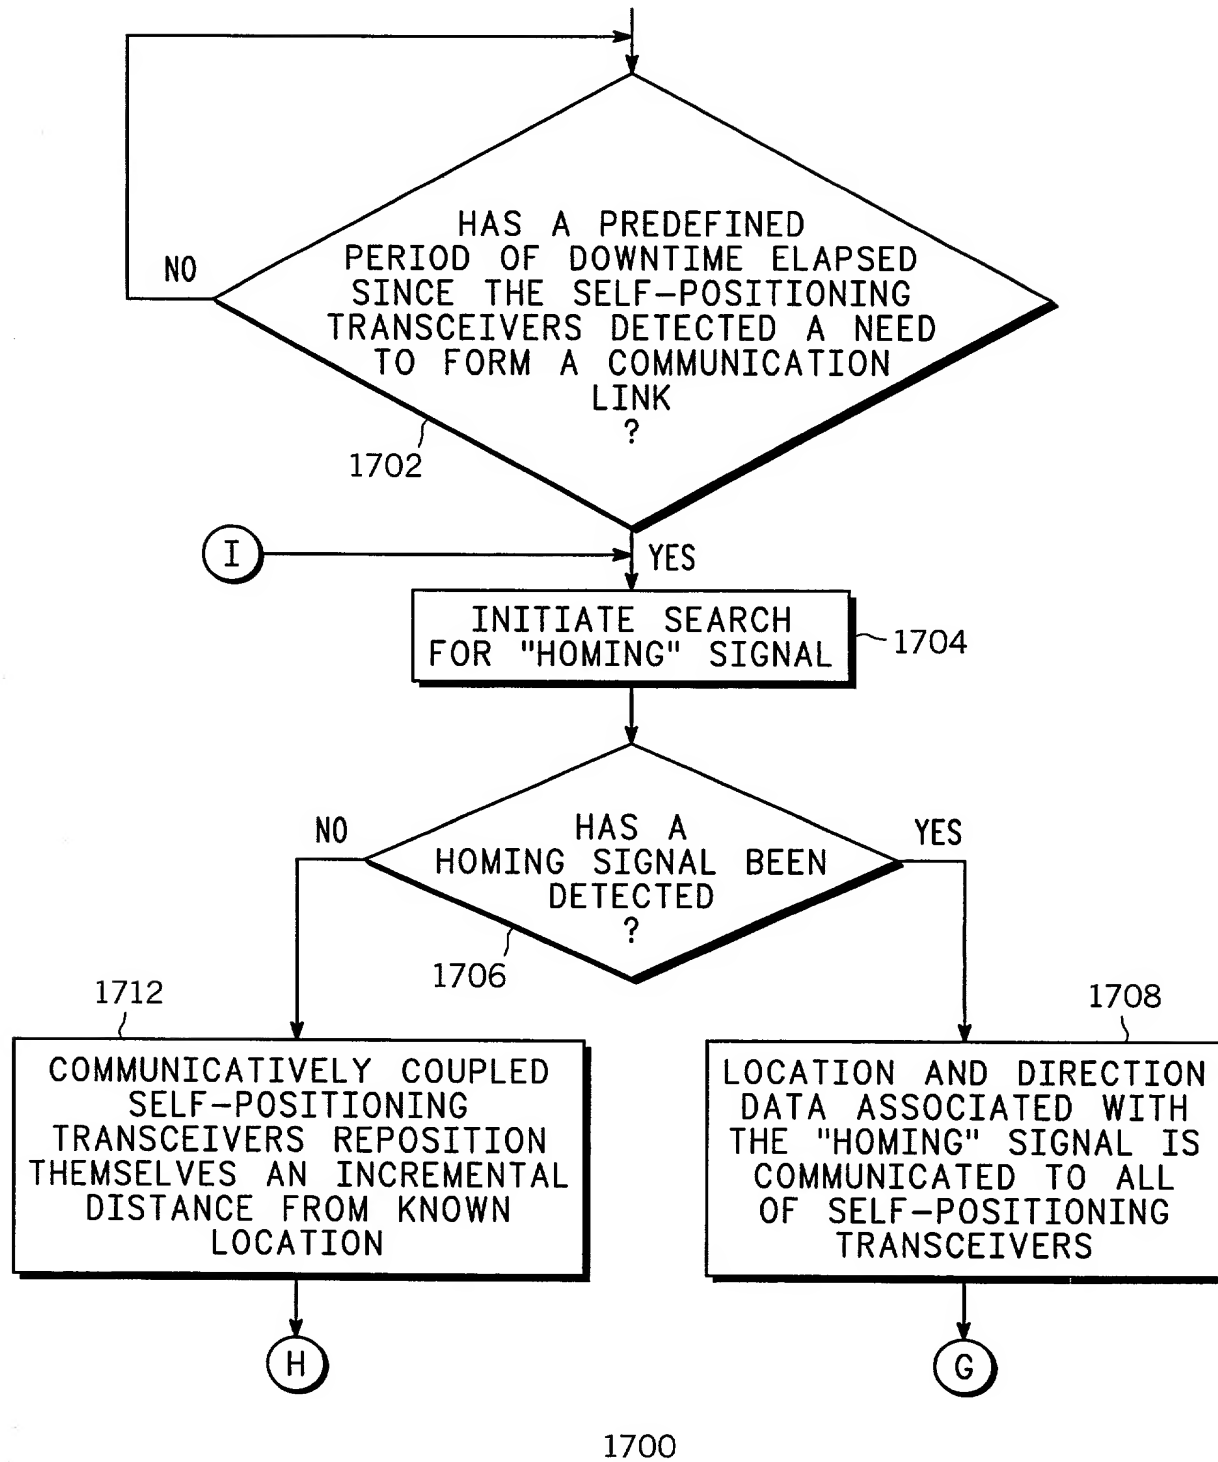 HAS A PREDEFINED
PERIOD OF DOWNTIME ELAPSED
SINCE THE SELF-POSITIONING
TRANSCEIVERS DETECTED A NEED
TO FORM A COMMUNICATION
LINK
?
NO
1702
I
YES
INITIATE SEARCH
FOR "HOMING" SIGNAL
1704
HAS A
HOMING SIGNAL BEEN
DETECTED
?
NO
YES
1706
1712
COMMUNICATIVELY COUPLED
SELF-POSITIONING
TRANSCEIVERS REPOSITION
THEMSELVES AN INCREMENTAL
DISTANCE FROM KNOWN
LOCATION
H
1708
LOCATION AND DIRECTION
DATA ASSOCIATED WITH
THE "HOMING" SIGNAL IS
COMMUNICATED TO ALL
OF SELF-POSITIONING
TRANSCEIVERS
G
1700